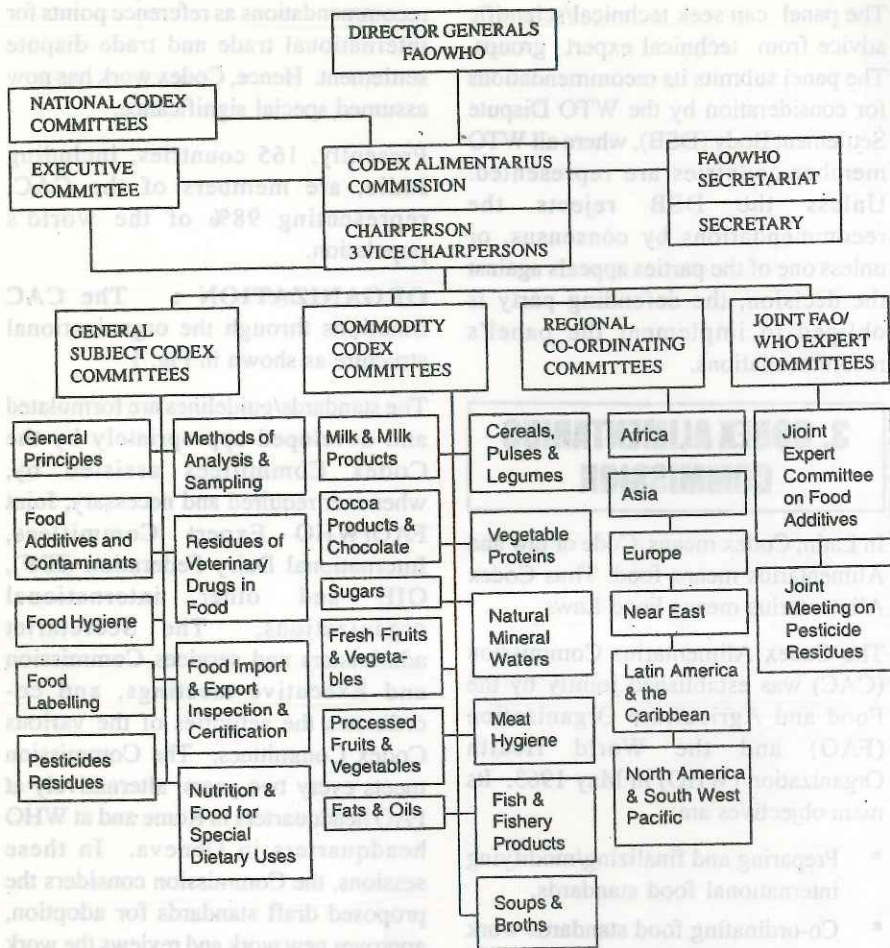 DIRECTOR GENERALS
FAO/WHO
NATIONAL CODEX
COMMITTEES
EXECUTIVE
COMMITTEE
CODEX ALIMENTARIUS
COMMISSION
CHAIRPERSON
3 VICE CHAIRPERSONS
FAO/WHO
SECRETARIAT
SECRETARY
GENERAL
SUBJECT CODEX
COMMITTEES
COMMODITY
CODEX
COMMITTEES
REGIONAL
CO-ORDINATING
COMMITTEES
JOINT FAO/
WHO EXPERT
COMMITTEES
General
Principles
Food
Additives and
Contaminants
Food Hygiene
Food
Labelling
Pesticides
Residues
Methods of
Analysis &
Sampling
Residues of
Veterinary
Drugs in
Food
Food Import
& Export
Inspection &
Certification
Nutrition &
Food for
Special
Dietary Uses
Milk & Milk
Products
Cocoa
Products &
Chocolate
Sugars
Fresh Fruits
& Vegeta-
bles
Processed
Fruits &
Vegetables
Fats & Oils
Cereals,
Pulses &
Legumes
Vegetable
Proteins
Natural
Mineral
Waters
Meat
Hygiene
Fish &
Fishery
Products
Soups &
Broths
Africa
Asia
Europe
Near East
Latin America
& the
Caribbean
North America
& South West
Pacific
Joint
Expert
Committee
on Food
Additives
Joint
Meeting on
Pesticide
Residues